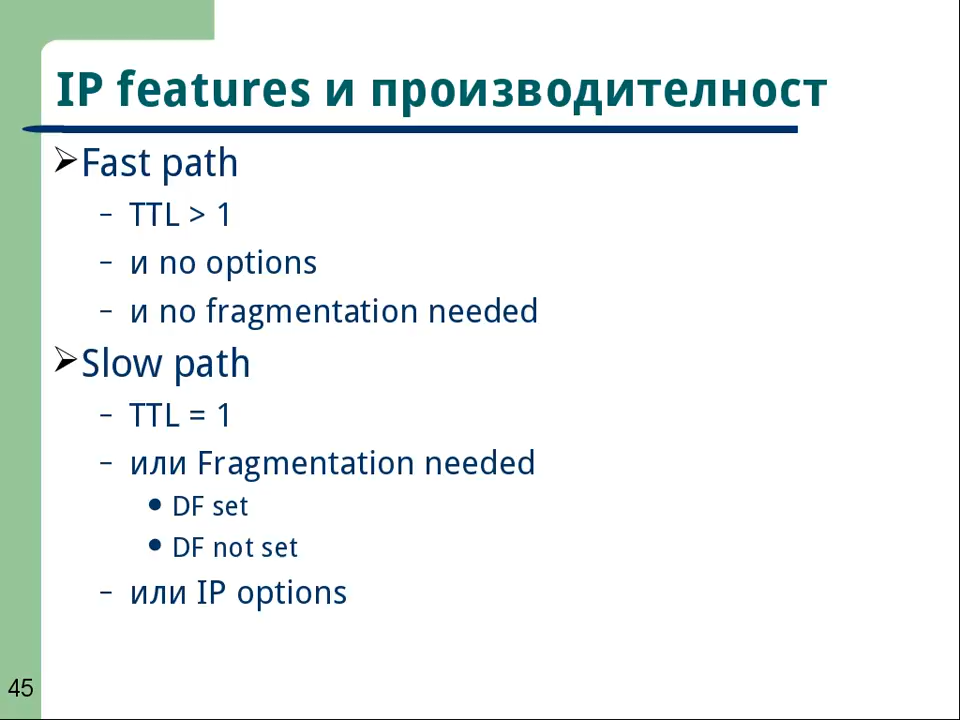 IP features и производителност
➢Fast path
– TTL > 1
– и no options
– и no fragmentation needed
➢Slow path
– TTL = 1
– или Fragmentation needed
● DF set
● DF not set
– или IP options
45